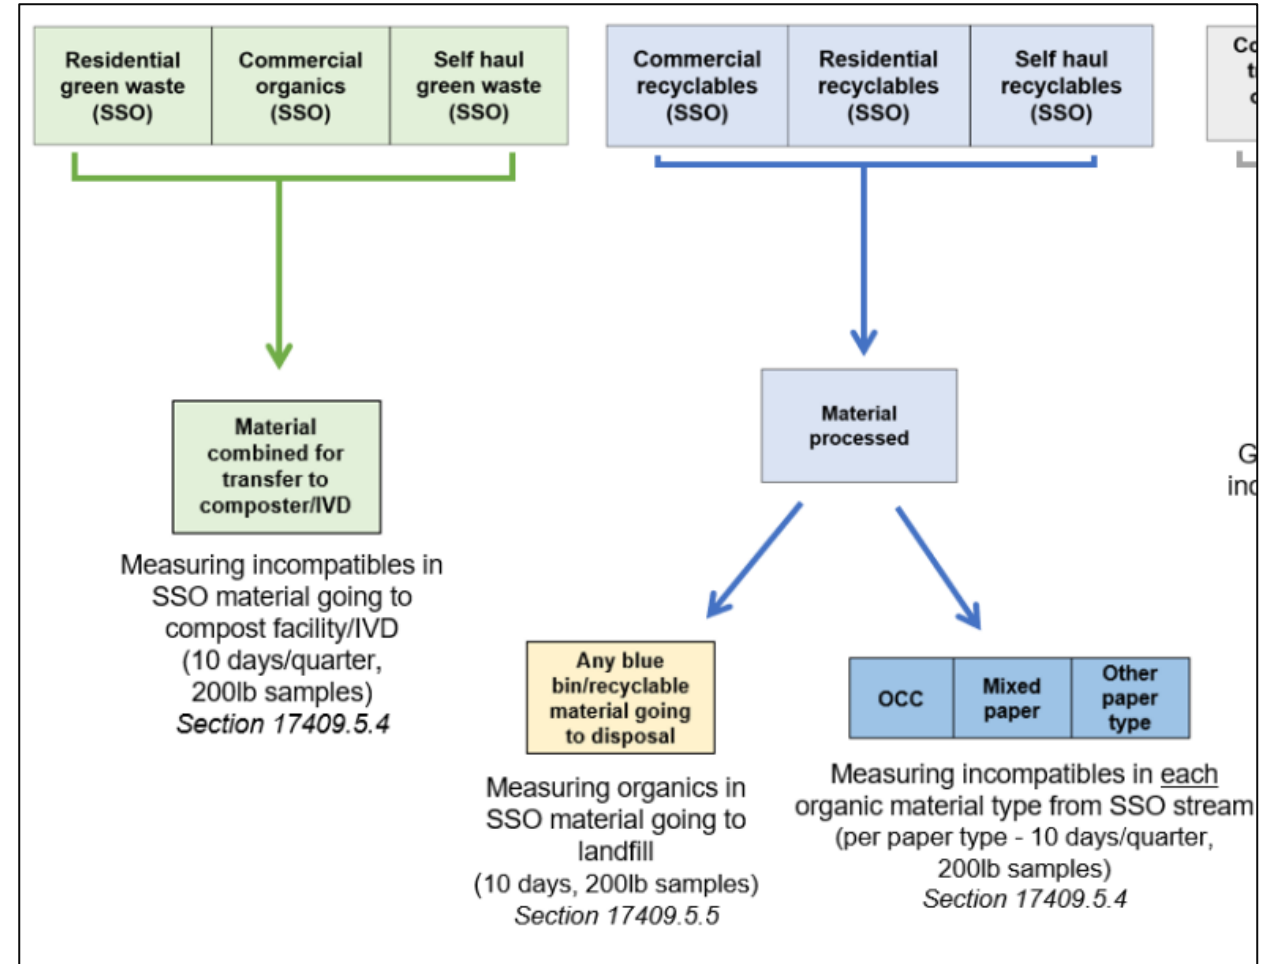 Residential
green waste
(SSO)
Commercial
organics
(SSO)
Self haul
green waste
(SSO)
Commercial
recyclables
(SSO)
Residential
recyclables
(SSO)
Self haul
recyclables
(SSO)
Material
combined for
transfer to
composter/IVD
Measuring incompatibles in
SSO material going to
compost facility/IVD
(10 days/quarter,
200lb samples)
Section 17409.5.4
Material
processed
Any blue
bin/recyclable
material going
to disposal
Measuring organics in
SSO material going to
landfill
(10 days, 200lb samples)
Section 17409.5.5
OCC
Mixed
paper
Other
paper
type
Measuring incompatibles in each
organic material type from SSO stream
(per paper type - 10 days/quarter,
200lb samples)
Section 17409.5.4